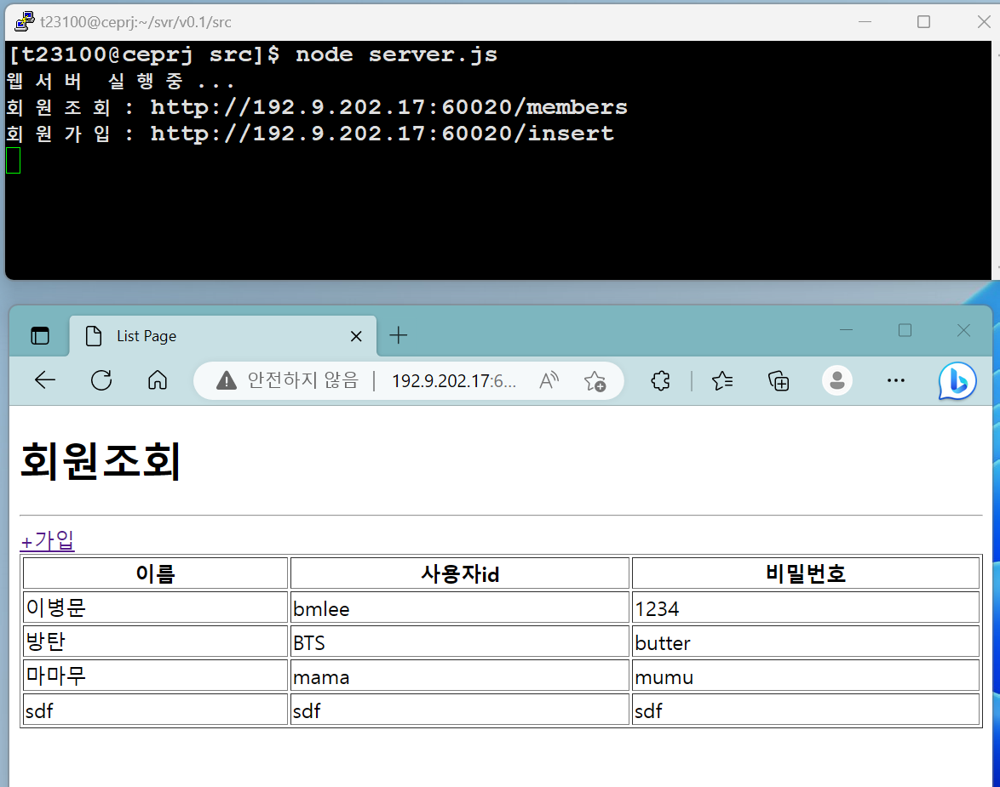 t23100@ceprj:~/svr/v0.1/src
[t23100@ceprj src]$ node server.js
웹서버 실행중...
회원조회 : http://192.9.202.17:60020/members
회원가입 : http://192.9.202.17:60020/insert
List Page
안전하지 않음 | 192.9.202.17:6...
회원조회
+가입
이름 사용자id 비밀번호
이병문 bmlee 1234
방탄 BTS butter
마마무 mama mumu
sdf sdf sdf